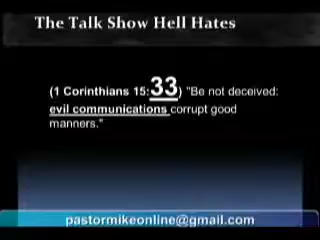 The Talk Show Hell Hates
(1 Corinthians 15:33) "Be not deceived:
evil communications corrupt good
manners."
pastormikeonline@gmail.com